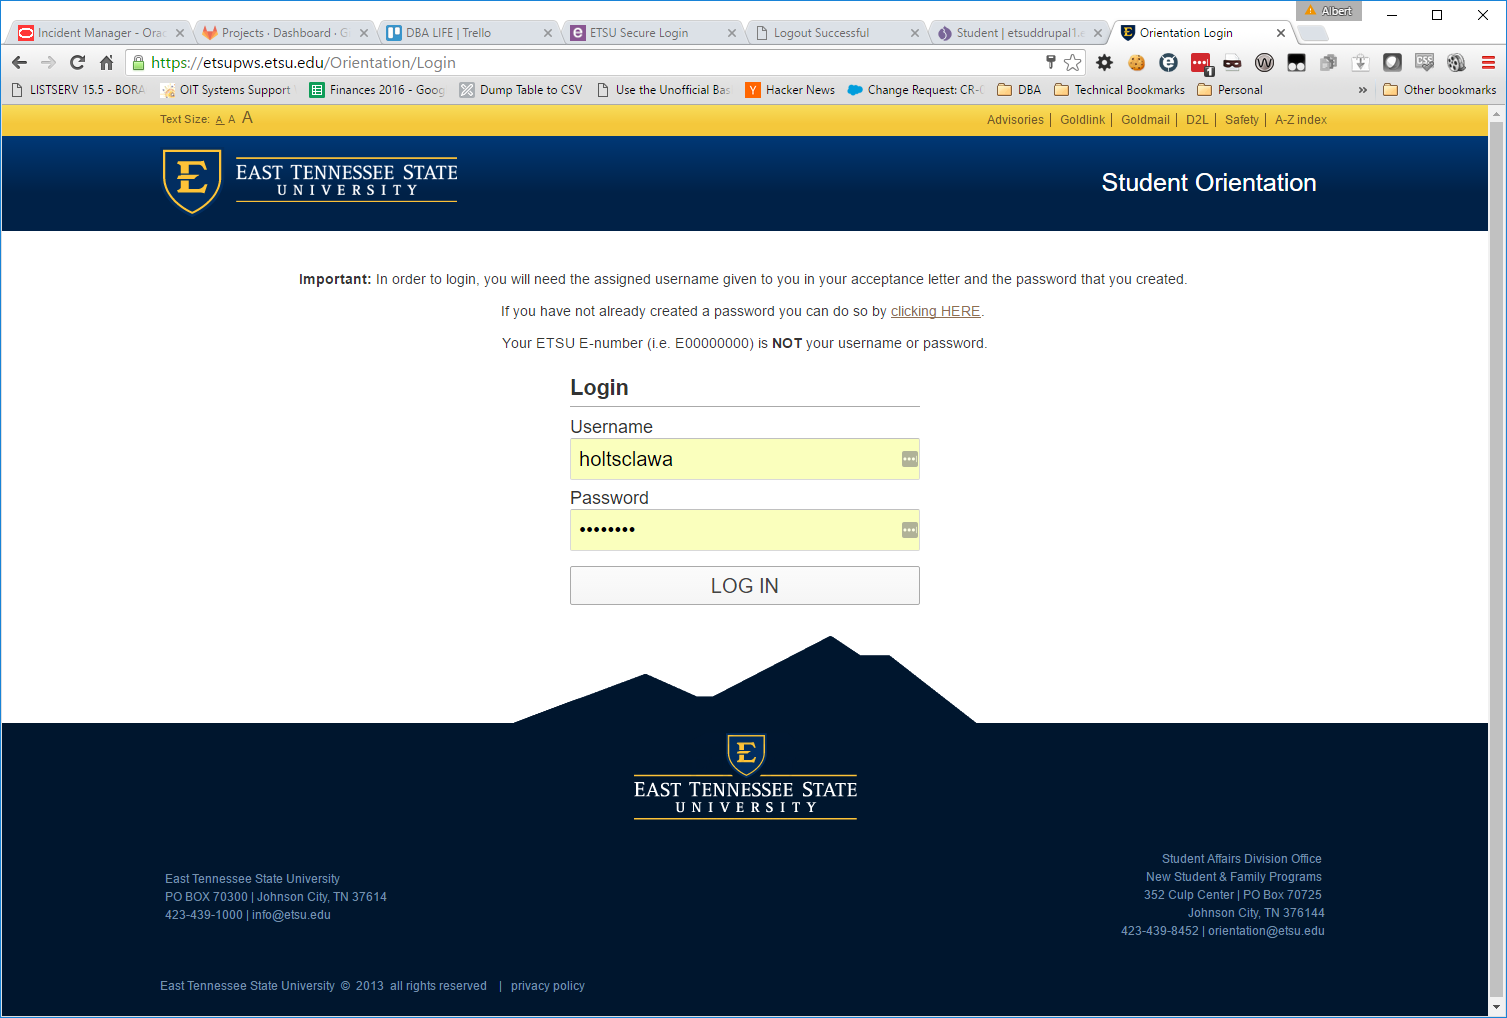 Albert
Incident Manager - Orac
Projects · Dashboard · G
DBA LIFE | Trello
ETSU Secure Login
Logout Successful
Student | etsuddrupal1.e
Orientation Login
https://etsupws.etsu.edu/Orientation/Login
LISTSERV 15.5 - BORA
OIT Systems Support
Finances 2016 - Goog
Dump Table to CSV
Use the Unofficial Bas
Hacker News
Change Request: CR-0
DBA
Technical Bookmarks
Personal
»
Other bookmarks
Text Size: A A A
Advisories | Goldlink | Goldmail | D2L | Safety | A-Z index
EAST TENNESSEE STATE
UNIVERSITY
Student Orientation
Important: In order to login, you will need the assigned username given to you in your acceptance letter and the password that you created.
If you have not already created a password you can do so by clicking HERE.
Your ETSU E-number (i.e. E00000000) is NOT your username or password.
Login
Username
holtsclawa
Password
••••••••
LOG IN
E
EAST TENNESSEE STATE
UNIVERSITY
East Tennessee State University
PO BOX 70300 | Johnson City, TN 37614
423-439-1000 | info@etsu.edu
Student Affairs Division Office
New Student & Family Programs
352 Culp Center | PO Box 70725
Johnson City, TN 376144
423-439-8452 | orientation@etsu.edu
East Tennessee State University © 2013 all rights reserved | privacy policy